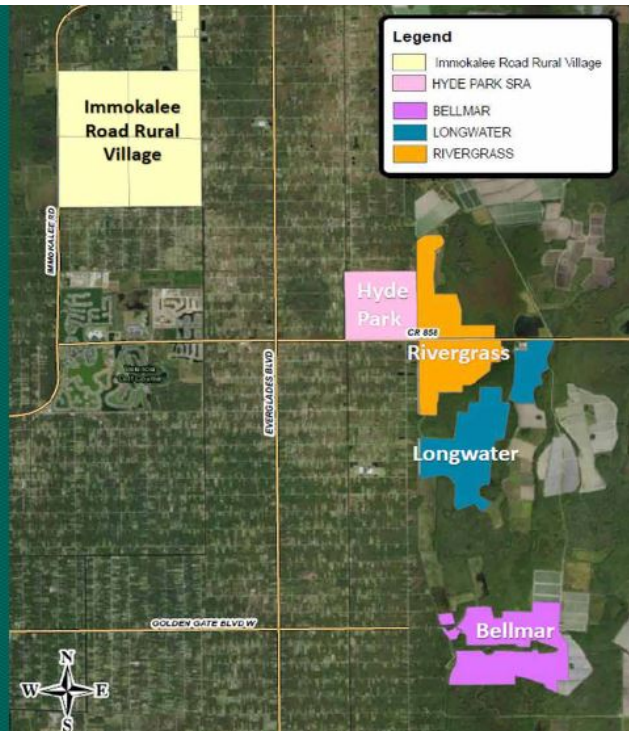 Legend
Immokalee Road Rural Village
HYDE PARK SRA
BELLMAR
LONGWATER
RIVERGRASS
Immokalee
Road Rural
Village
IMMOKALEE RD
Hyde
Park
CR 858
Rivergrass
EVERGLADES BLVD
Longwater
GOLDEN GATE BLVD W
Bellmar
N
W
E
S